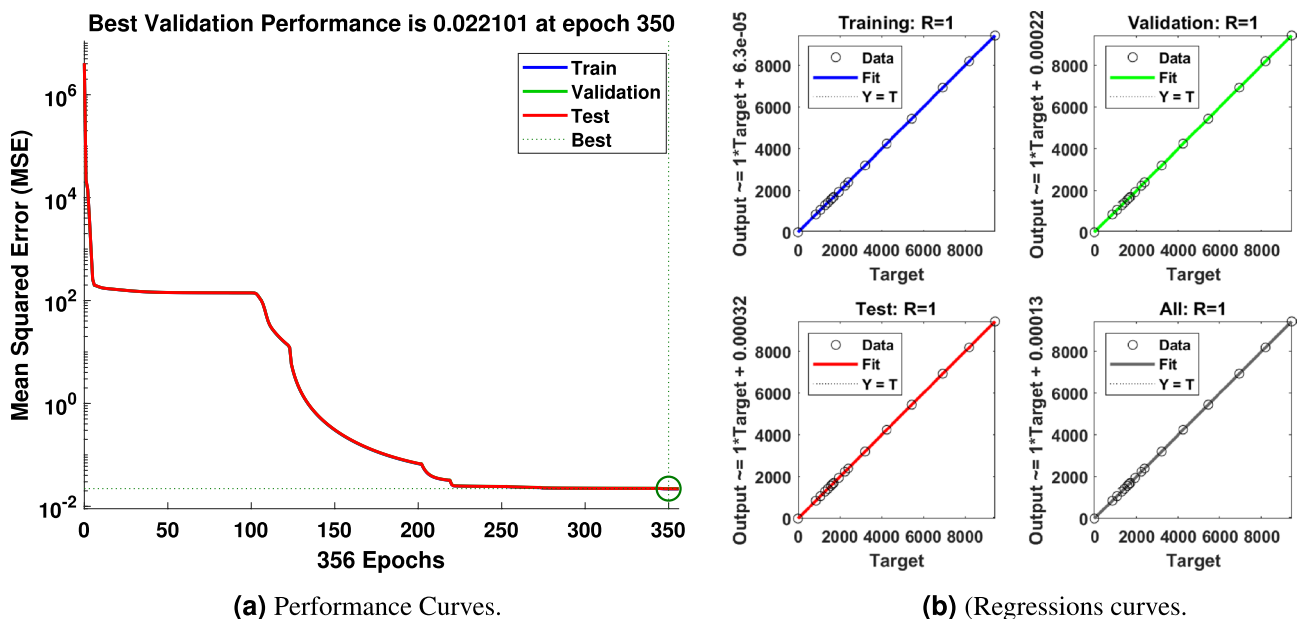 Best Validation Performance is 0.022101 at epoch 350
Mean Squared Error (MSE)
10^6
10^4
10^2
10^0
10^-2
Train
Validation
Test
Best
0 50 100 150 200 250 300 350
356 Epochs
(a) Performance Curves.
Training: R=1
Output ~= 1*Target + 6.3e-05
8000
6000
4000
2000
0
Data
Fit
Y = T
0 2000 4000 6000 8000
Target
Validation: R=1
Output ~= 1*Target + 0.00022
8000
6000
4000
2000
0
Data
Fit
Y = T
0 2000 4000 6000 8000
Target
Test: R=1
Output ~= 1*Target + 0.00032
8000
6000
4000
2000
0
Data
Fit
Y = T
0 2000 4000 6000 8000
Target
All: R=1
Output ~= 1*Target + 0.00013
8000
6000
4000
2000
0
Data
Fit
Y = T
0 2000 4000 6000 8000
Target
(b) (Regressions curves.